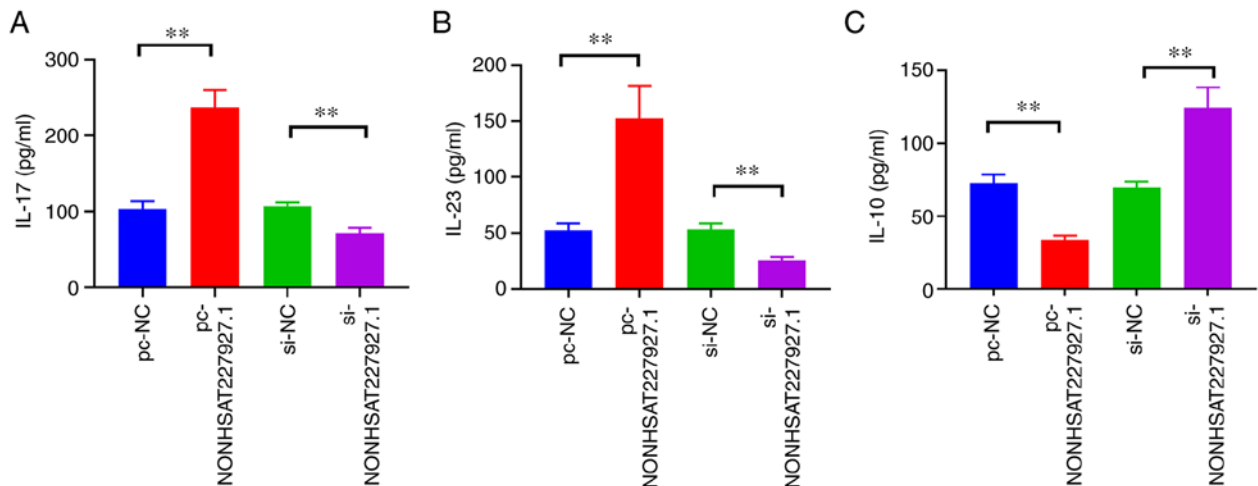 A
IL-17 (pg/ml)
300
200
100
0
**
**
pc-NC
pc-
NONHSAT227927.1
si-NC
si-
NONHSAT227927.1
B
IL-23 (pg/ml)
200
150
100
50
0
**
**
pc-NC
pc-
NONHSAT227927.1
si-NC
si-
NONHSAT227927.1
C
IL-10 (pg/ml)
150
100
50
0
**
**
pc-NC
pc-
NONHSAT227927.1
si-NC
si-
NONHSAT227927.1